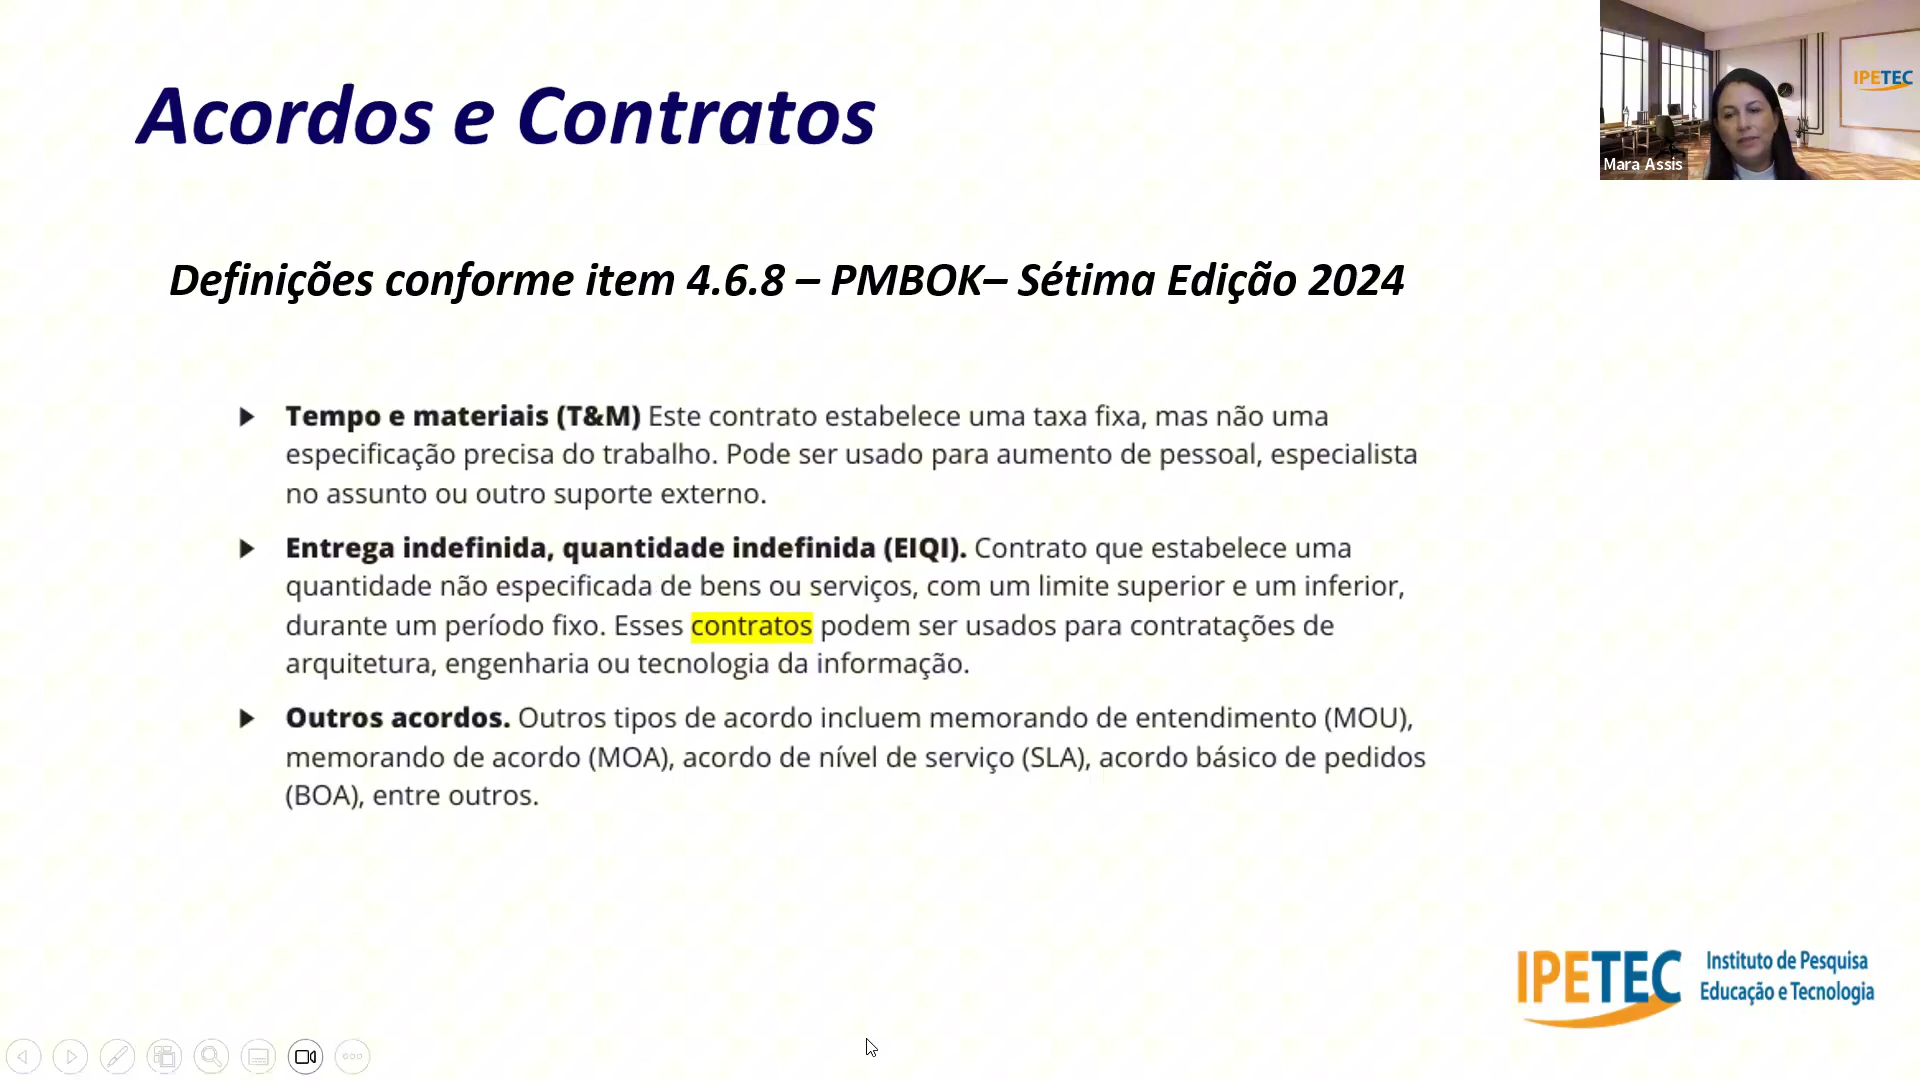 Acordos e Contratos
IPETEC
Mara Assis
Definições conforme item 4.6.8 – PMBOK– Sétima Edição 2024
Tempo e materiais (T&M) Este contrato estabelece uma taxa fixa, mas não uma
especificação precisa do trabalho. Pode ser usado para aumento de pessoal, especialista
no assunto ou outro suporte externo.
Entrega indefinida, quantidade indefinida (EIQI). Contrato que estabelece uma
quantidade não especificada de bens ou serviços, com um limite superior e um inferior,
durante um período fixo. Esses contratos podem ser usados para contratações de
arquitetura, engenharia ou tecnologia da informação.
Outros acordos. Outros tipos de acordo incluem memorando de entendimento (MOU),
memorando de acordo (MOA), acordo de nível de serviço (SLA), acordo básico de pedidos
(BOA), entre outros.
IPETEC
Instituto de Pesquisa
Educação e Tecnologia